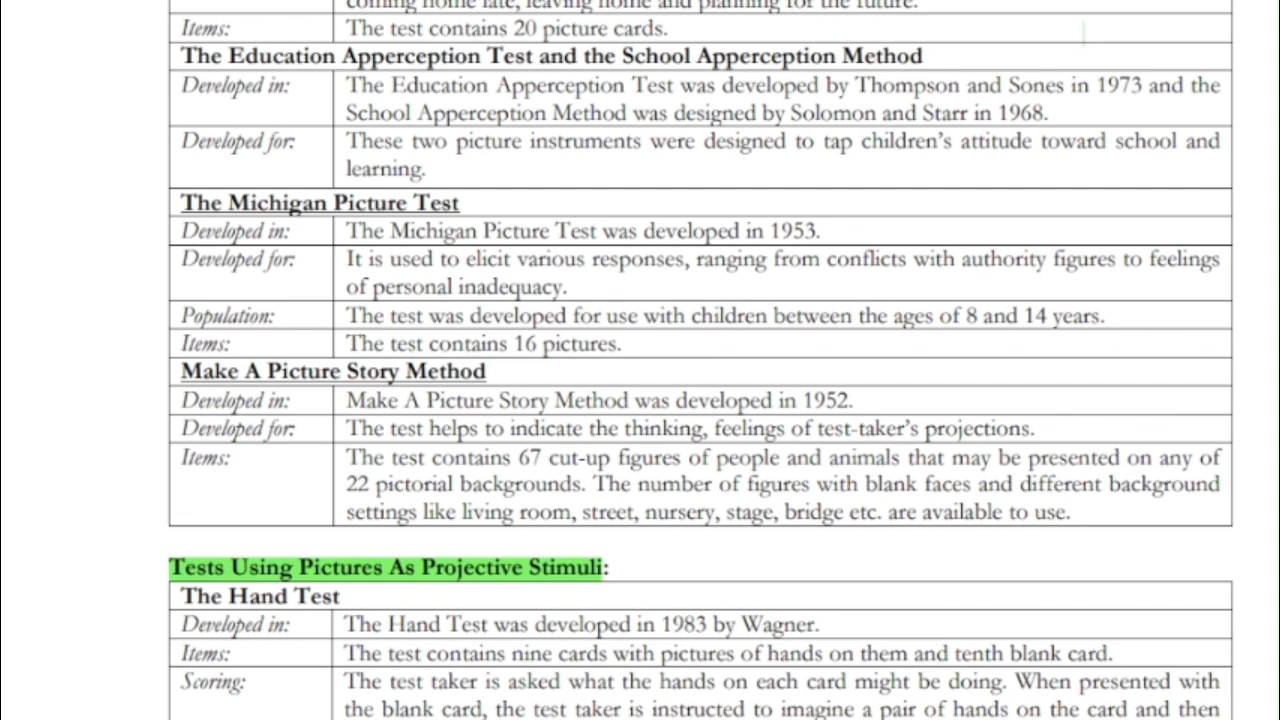 coming home late, leaving home and planning for the future.
Items: The test contains 20 picture cards.
The Education Apperception Test and the School Apperception Method
Developed in: The Education Apperception Test was developed by Thompson and Sones in 1973 and the
School Apperception Method was designed by Solomon and Starr in 1968.
Developed for: These two picture instruments were designed to tap children's attitude toward school and
learning.
The Michigan Picture Test
Developed in: The Michigan Picture Test was developed in 1953.
Developed for: It is used to elicit various responses, ranging from conflicts with authority figures to feelings
of personal inadequacy.
Population: The test was developed for use with children between the ages of 8 and 14 years.
Items: The test contains 16 pictures.
Make A Picture Story Method
Developed in: Make A Picture Story Method was developed in 1952.
Developed for: The test helps to indicate the thinking, feelings of test-taker's projections.
Items: The test contains 67 cut-up figures of people and animals that may be presented on any of
22 pictorial backgrounds. The number of figures with blank faces and different background
settings like living room, street, nursery, stage, bridge etc. are available to use.
Tests Using Pictures As Projective Stimuli:
The Hand Test
Developed in: The Hand Test was developed in 1983 by Wagner.
Items: The test contains nine cards with pictures of hands on them and tenth blank card.
Scoring: The test taker is asked what the hands on each card might be doing. When presented with
the blank card, the test taker is instructed to imagine a pair of hands on the card and then